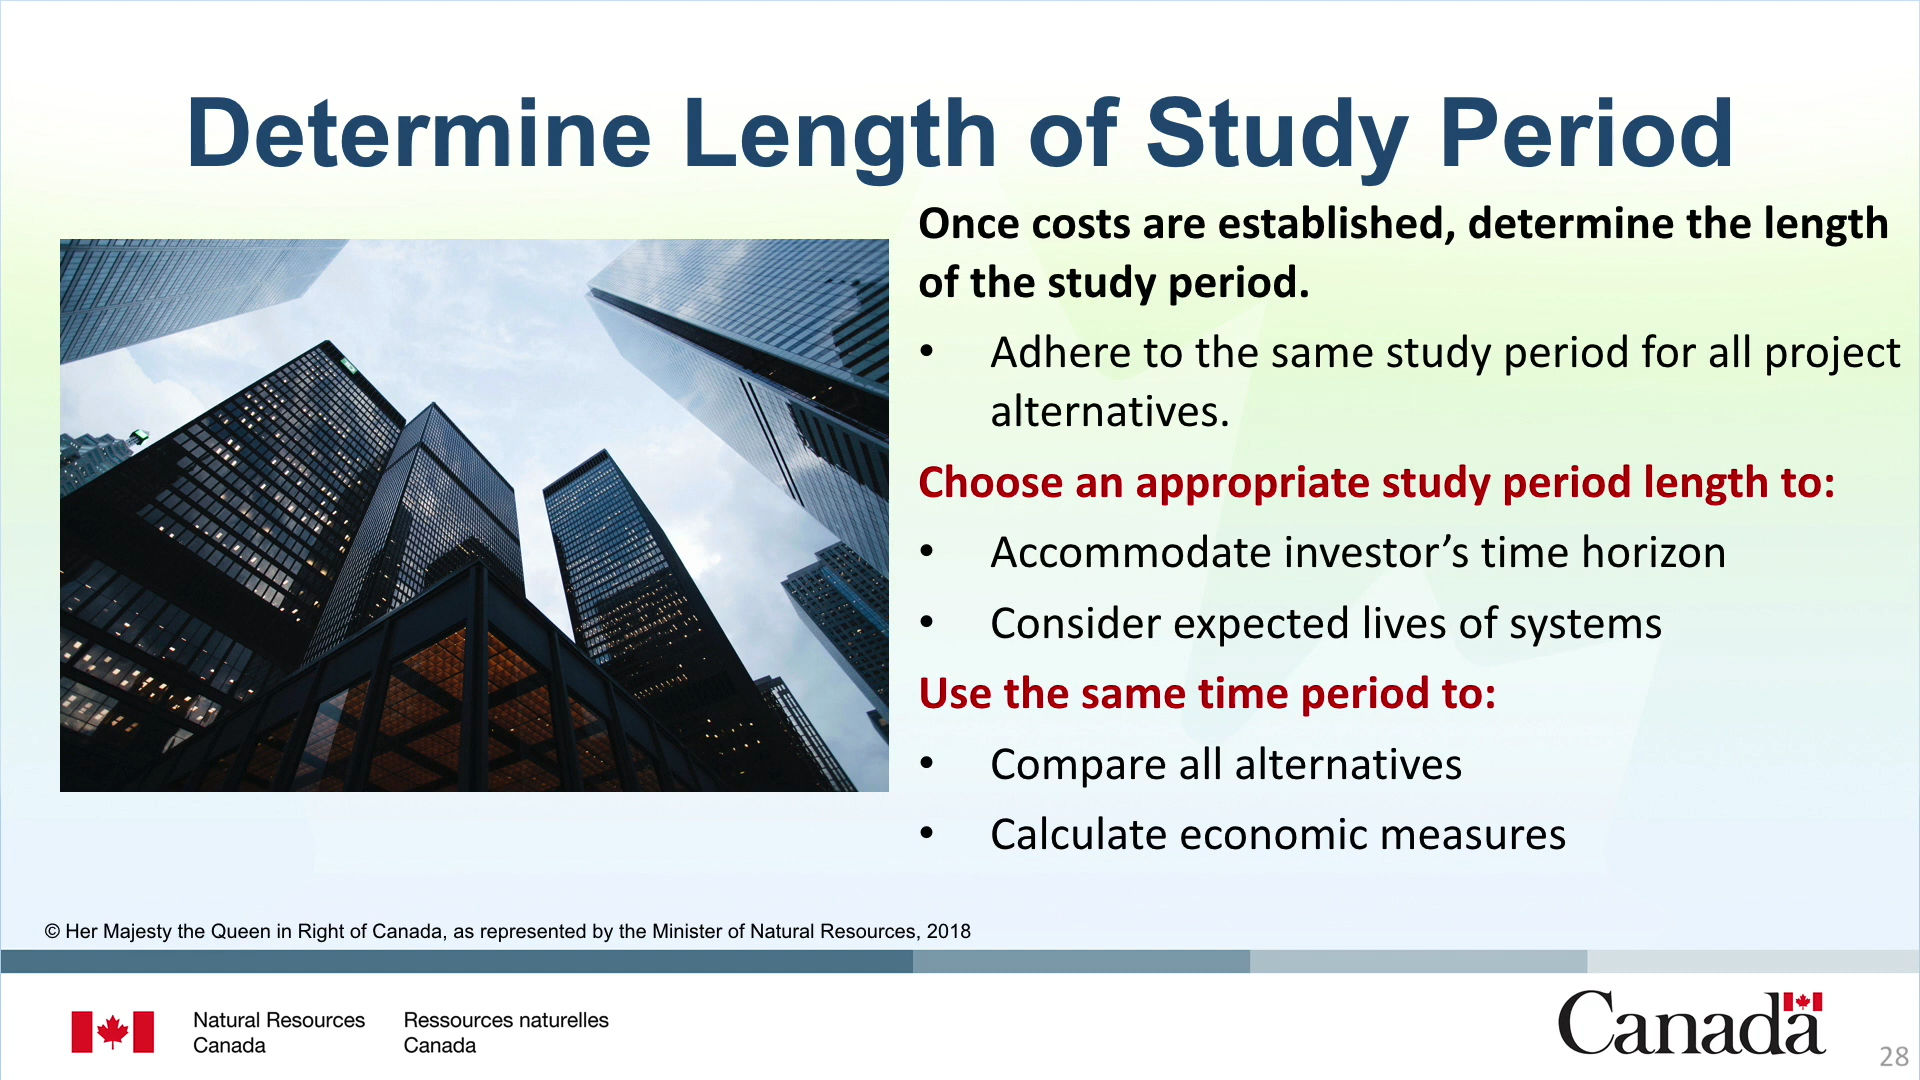 Determine Length of Study Period
Once costs are established, determine the length
of the study period.
• Adhere to the same study period for all project
alternatives.
Choose an appropriate study period length to:
• Accommodate investor’s time horizon
• Consider expected lives of systems
Use the same time period to:
• Compare all alternatives
• Calculate economic measures
© Her Majesty the Queen in Right of Canada, as represented by the Minister of Natural Resources, 2018
Natural Resources
Canada
Ressources naturelles
Canada
Canada
28